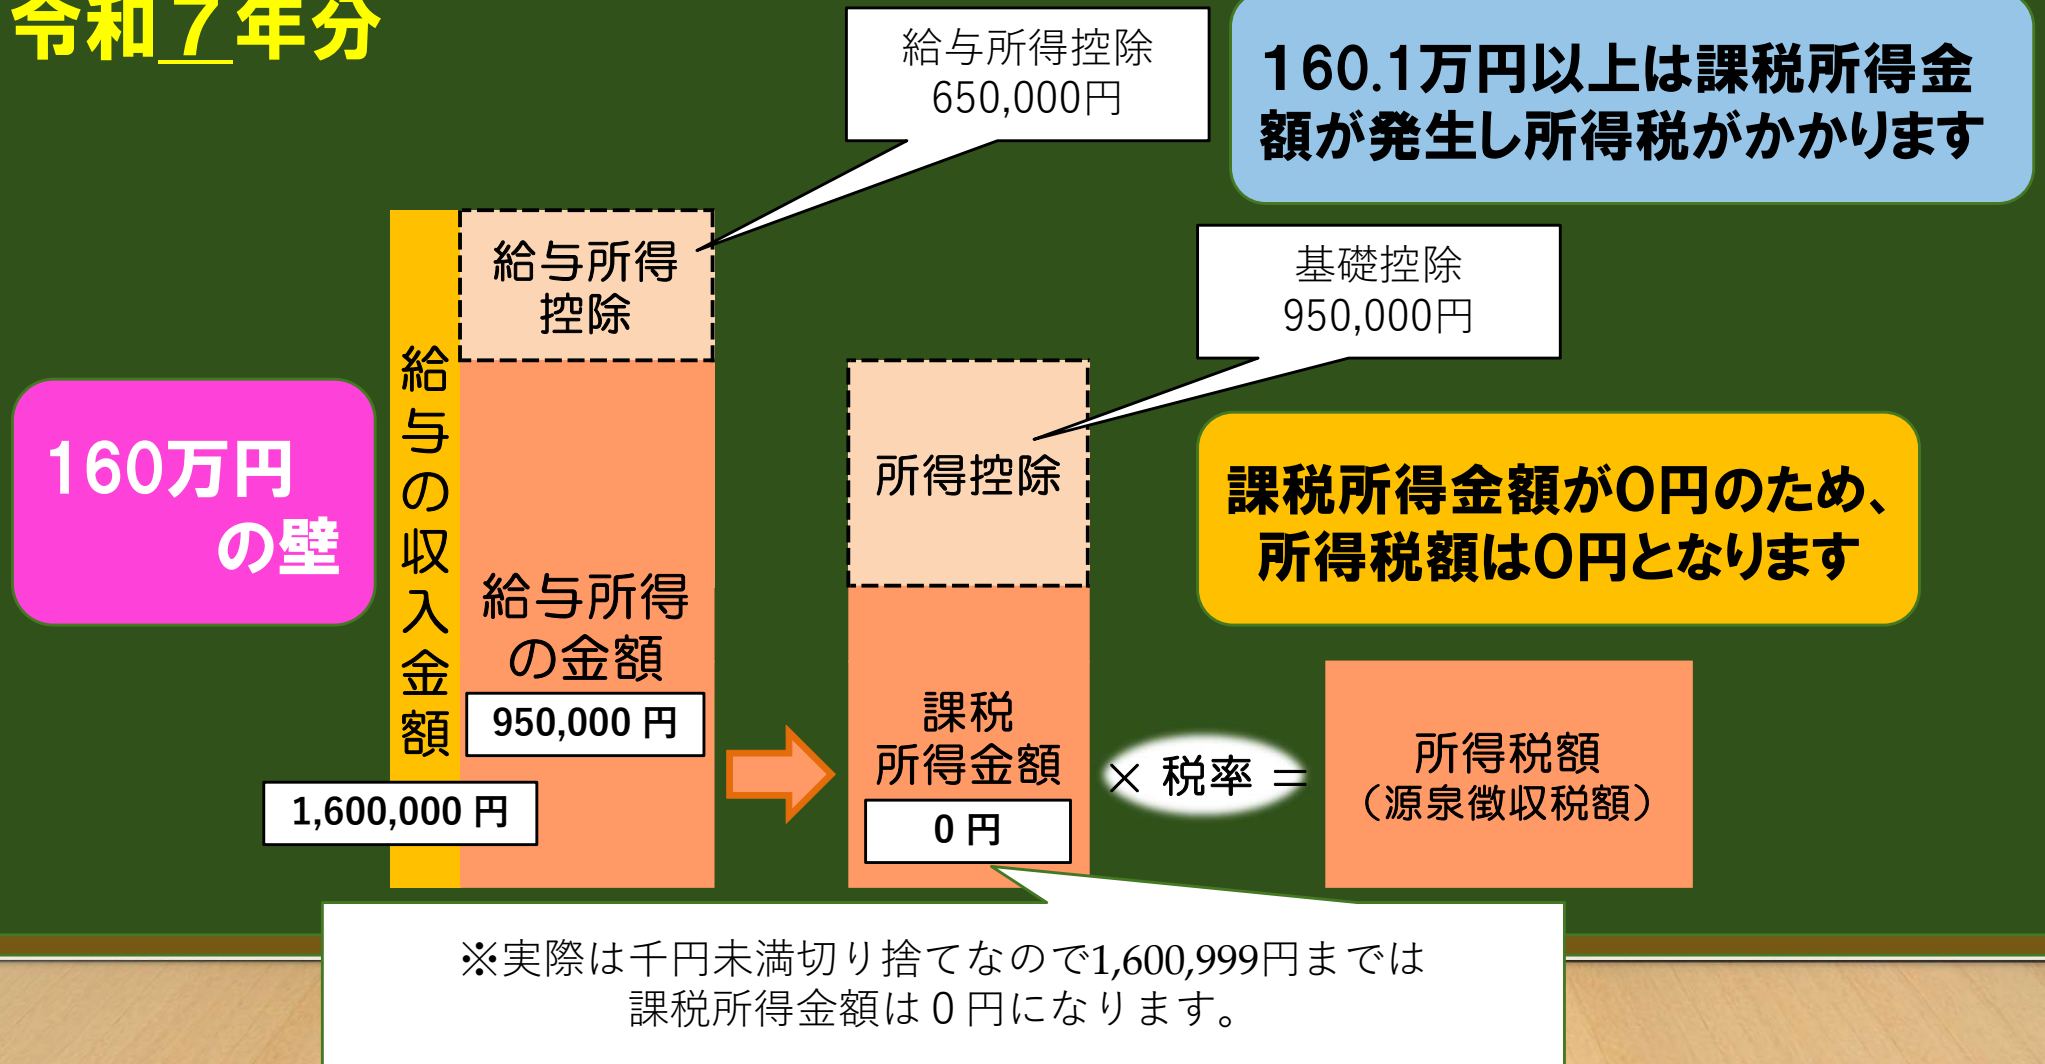 令和７年分
給与所得控除
650,000円
160.1万円以上は課税所得金
額が発生し所得税がかかります
給与所得
控除
基礎控除
950,000円
160万円
の壁
給与の収入金額
所得控除
課税所得金額が0円のため、
所得税額は0円となります
給与所得
の金額
950,000 円
1,600,000 円
課税
所得金額
0 円
× 税率 =
所得税額
（源泉徴収税額）
※実際は千円未満切り捨てなので1,600,999円までは
課税所得金額は０円になります。